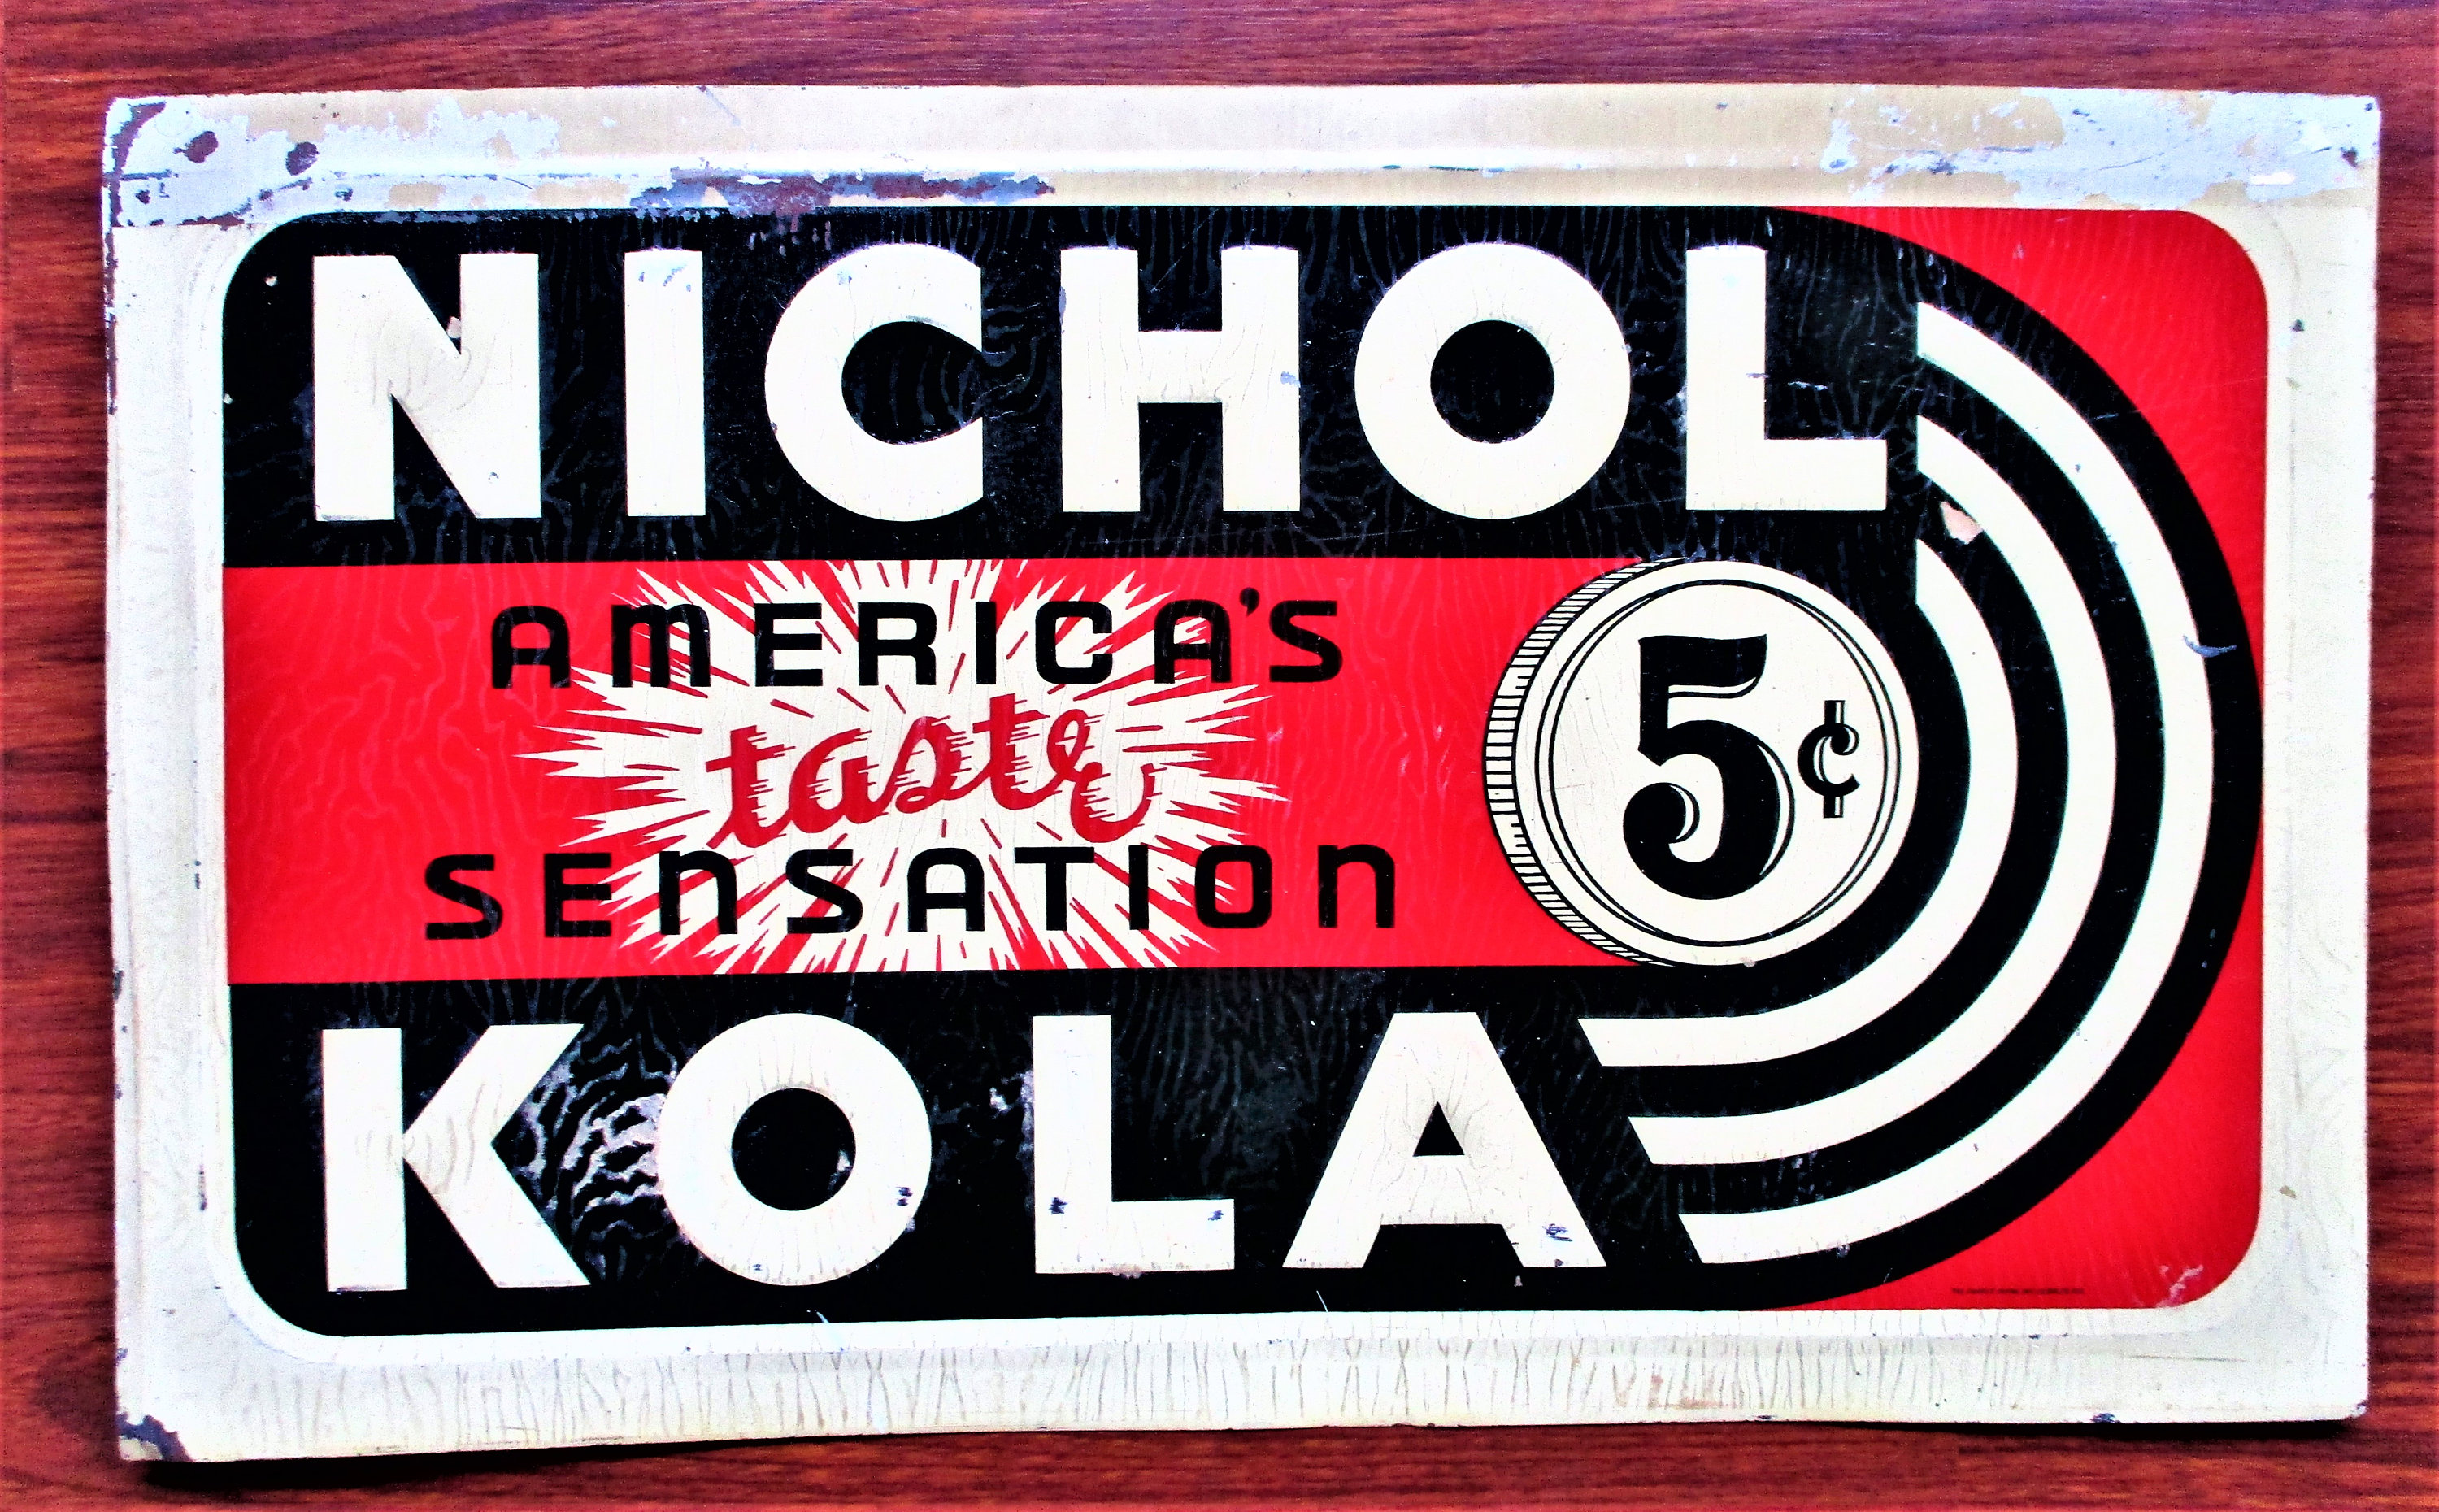 NICHOL
AMERICA'S
taste
SENSATION
5¢
KOLA